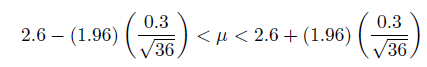 2.6 − (1.96) (0.3/√36) < μ < 2.6 + (1.96) (0.3/√36)